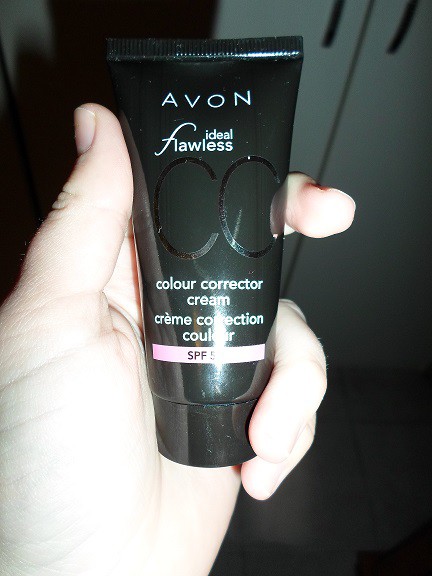 AVON
ideal
flawless
CC
colour corrector
cream
crème correction
couleur
SPF